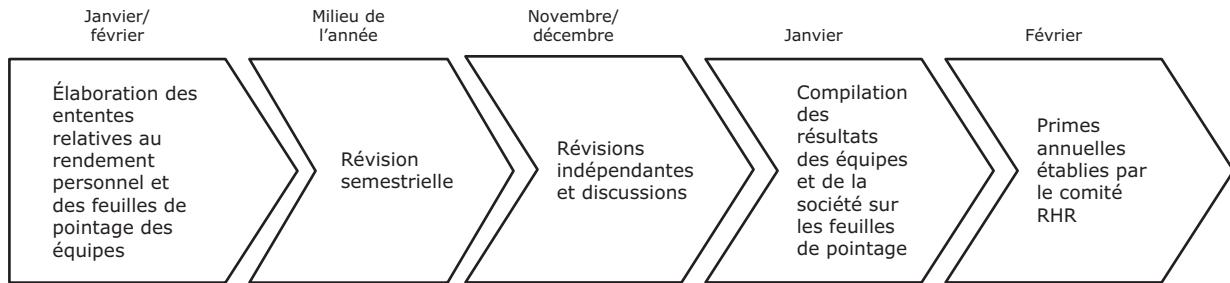 Janvier/
février
Milieu de
l'année
Novembre/
décembre
Janvier
Février
Élaboration des
ententes
relatives au
rendement
personnel et
des feuilles de
pointage des
équipes
Révision
semestrielle
Révisions
indépendantes
et discussions
Compilation
des
résultats
des équipes
et de la
société sur
les feuilles
de pointage
Primes
annuelles
établies par
le comité
RHR